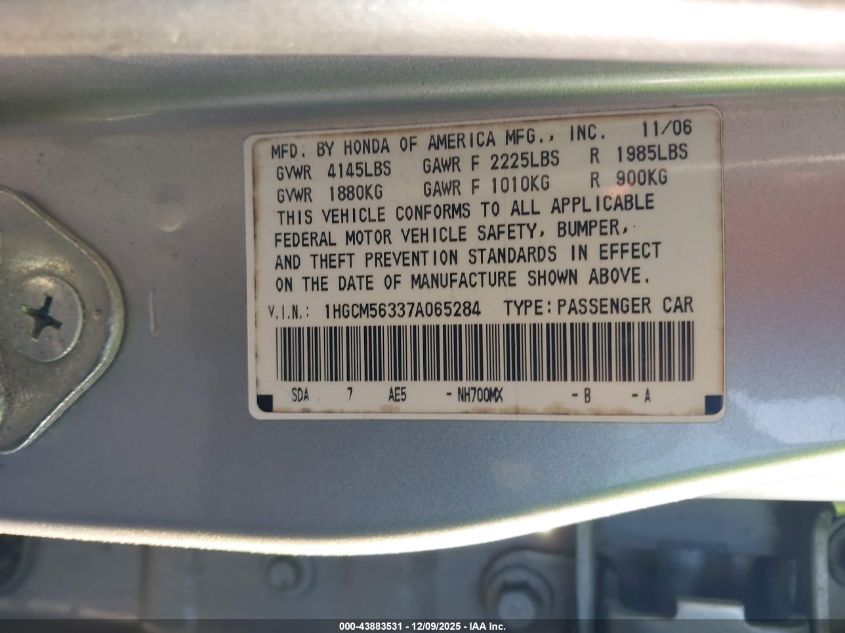 MFD. BY HONDA OF AMERICA MFG., INC. 11/06
GVWR 4145LBS GAWR F 2225LBS R 1985LBS
GVWR 1880KG GAWR F 1010KG R 900KG
THIS VEHICLE CONFORMS TO ALL APPLICABLE
FEDERAL MOTOR VEHICLE SAFETY, BUMPER,
AND THEFT PREVENTION STANDARDS IN EFFECT
ON THE DATE OF MANUFACTURE SHOWN ABOVE.
V.I.N.: 1HGCM56337A065284 TYPE: PASSENGER CAR
SDA 7 AE5 - NH700MX - B - A
000-43883531 - 12/09/2025 - IAA Inc.